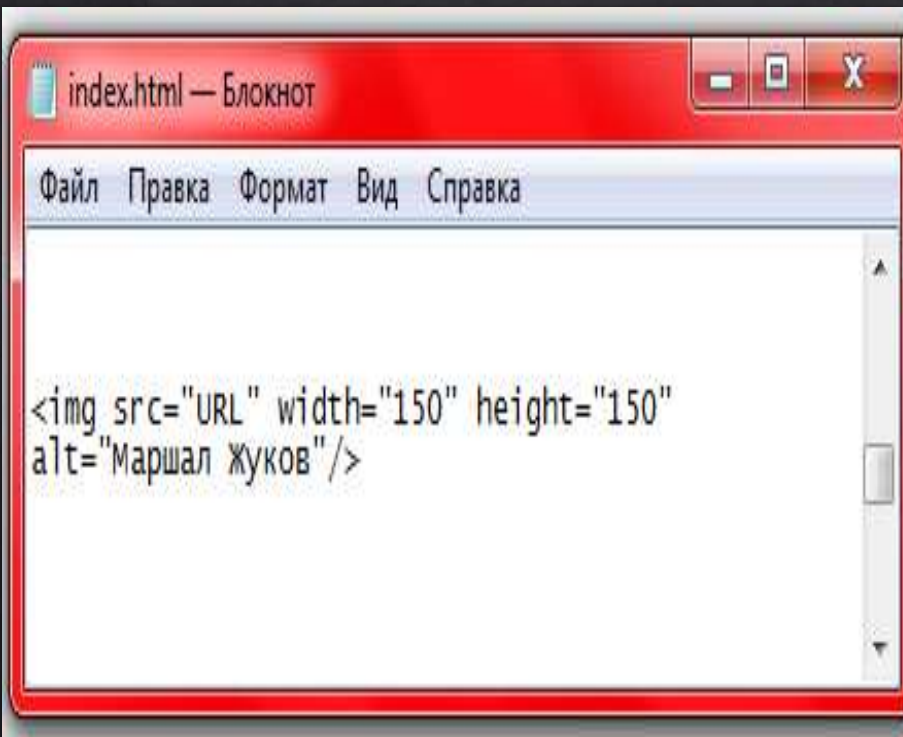 index.html — Блокнот
Файл Правка Формат Вид Справка
<img src="URL" width="150" height="150"
alt="Маршал Жуков"/>